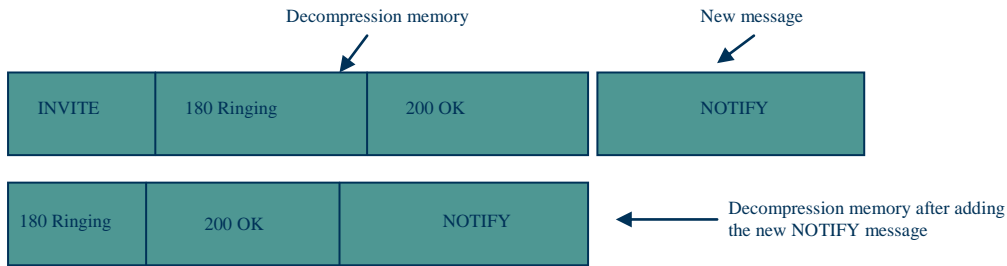 Decompression memory
New message
INVITE
180 Ringing
200 OK
NOTIFY
180 Ringing
200 OK
NOTIFY
Decompression memory after adding
the new NOTIFY message